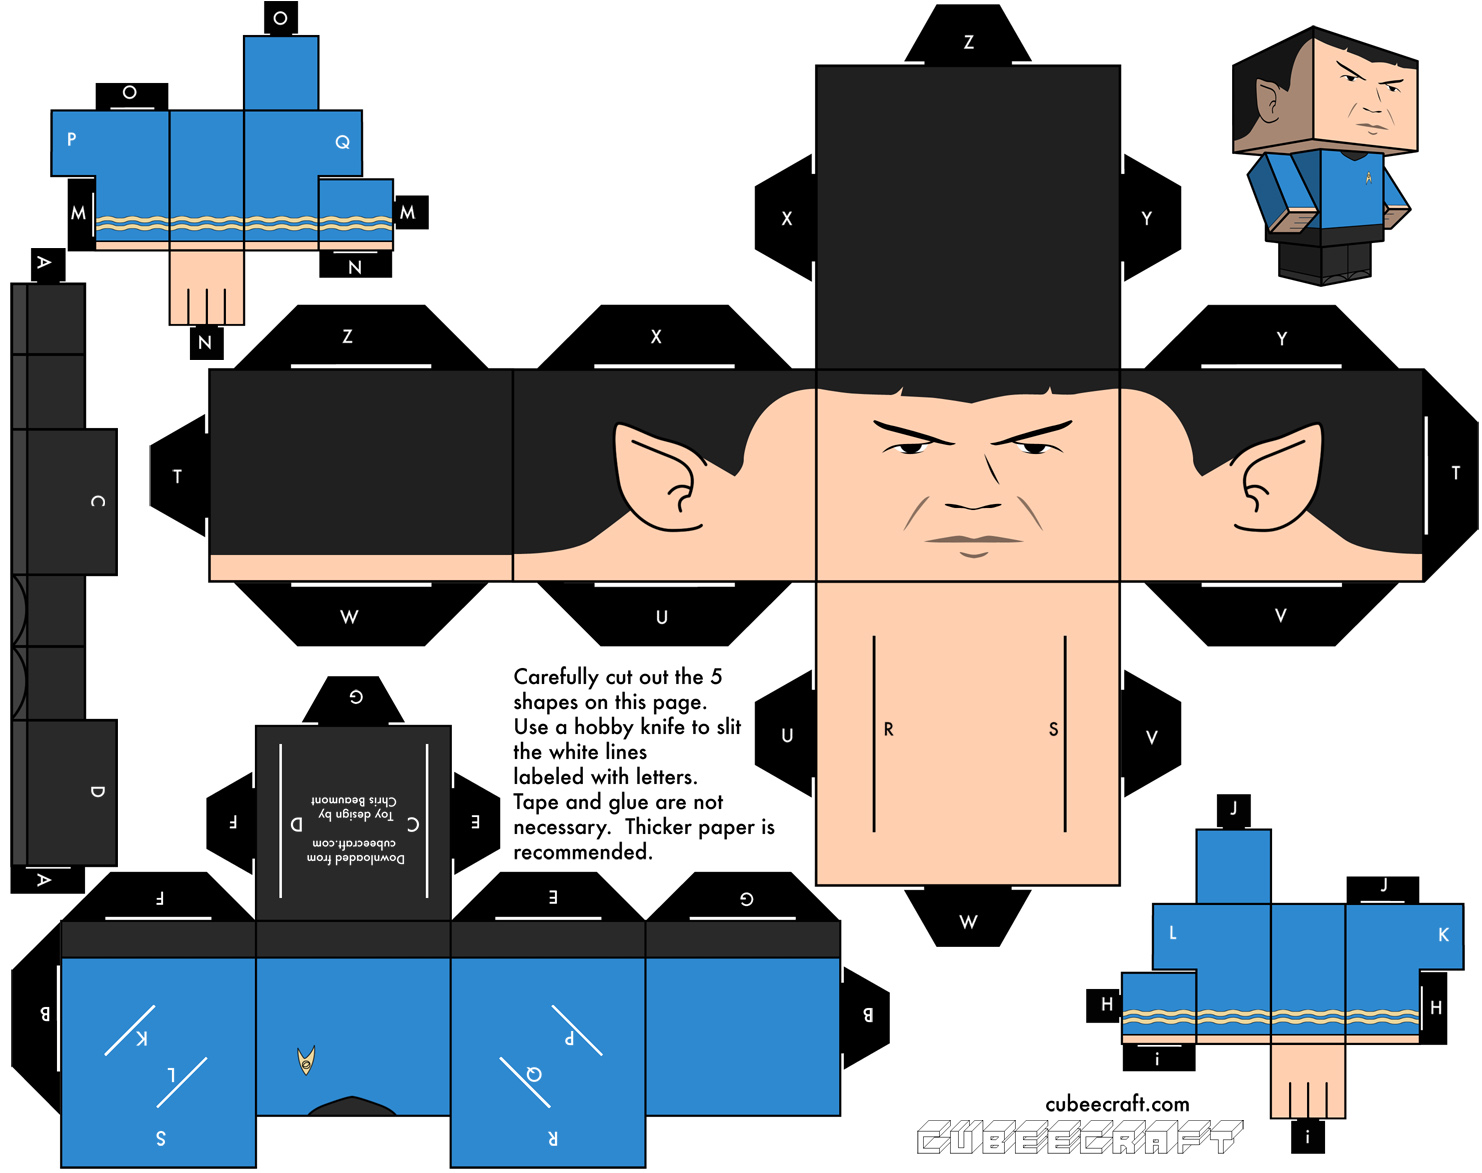 O
Z
O
P
Q
M
M
N
N
A
X
Y
Z
X
Y
T
T
C
W
U
V
Carefully cut out the 5
shapes on this page.
Use a hobby knife to slit
the white lines
labeled with letters.
Tape and glue are not
necessary. Thicker paper is
recommended.
U
R
S
V
W
D
A
G
F
E
D
C
Downloaded from
cubeecraft.com
Toy design by
Chris Beaumont
F
E
G
B
B
K
L
S
P
Q
R
J
J
L
K
H
H
i
i
cubeecraft.com
CUBEECRAFT